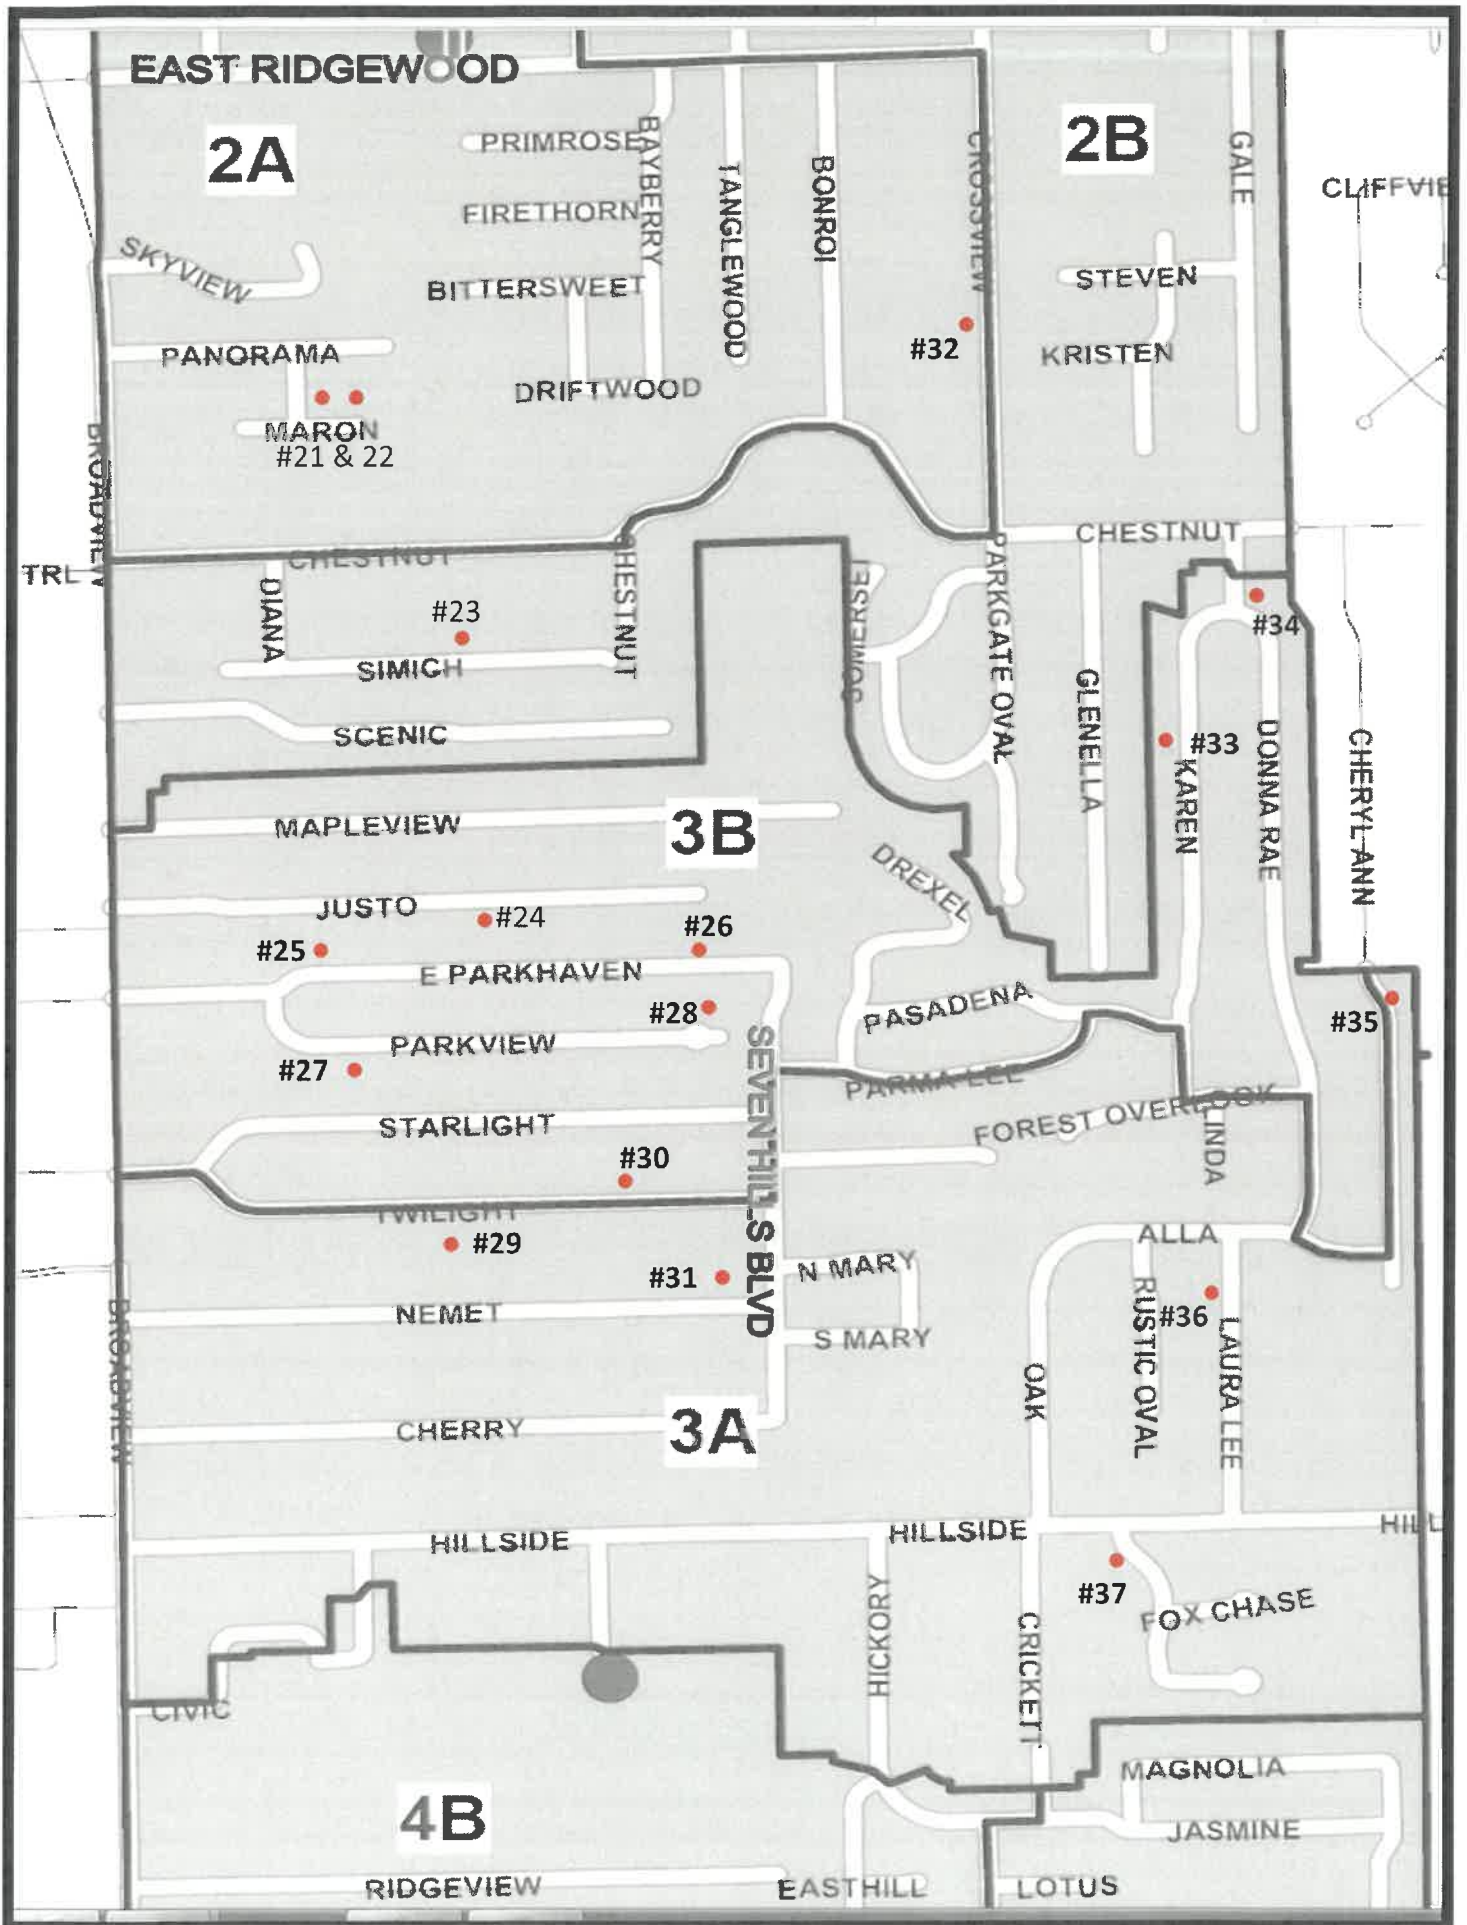 EAST RIDGEWOOD
2A
2B
PRIMROSE
BAYBERRY
TANGLEWOOD
BONROI
CROSSVIEW
GALE
CLIFFVIE
FIRETHORN
SKYVIEW
BITTERSWEET
STEVEN
#32
KRISTEN
PANORAMA
DRIFTWOOD
MARON
#21 & 22
BROADVIEW
CHESTNUT
CHESTNUT
TRL
DIANA
CHESTNUT
#23
SIMICH
SOMERSET
PARKGATE OVAL
#34
GLENELLA
#33
KAREN
DONNA RAE
CHERYL ANN
SCENIC
MAPLEVIEW
3B
DREXEL
JUSTO
#24
#25
#26
E PARKHAVEN
PASADENA
#28
#35
PARKVIEW
SEVEN HILLS BLVD
#27
PARMA LEE
STARLIGHT
FOREST OVERLOOK
LINDA
#30
TWILIGHT
#29
ALLA
#31
N MARY
RUSTIC OVAL
#36
LAURA LEE
NEMET
S MARY
BROADVIEW
OAK
CHERRY
3A
HILLSIDE
HILLSIDE
HILL
HICKORY
#37
FOX CHASE
CRICKETT
CIVIC
MAGNOLIA
4B
JASMINE
RIDGEVIEW
EASTHILL
LOTUS